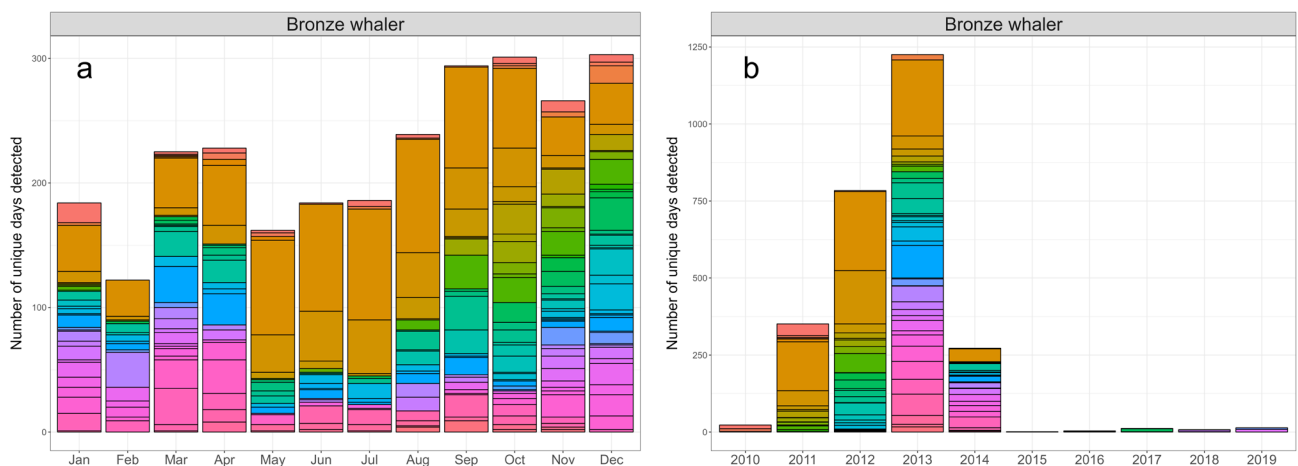 Bronze whaler
a
Number of unique days detected
300
200
100
0
Jan Feb Mar Apr May Jun Jul Aug Sep Oct Nov Dec
Bronze whaler
b
Number of unique days detected
1250
1000
750
500
250
0
2010 2011 2012 2013 2014 2015 2016 2017 2018 2019